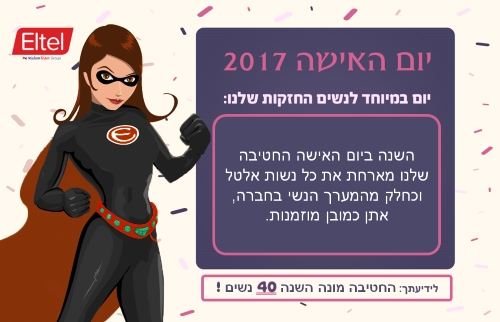 Eltel
יום האישה 2017
יום במיוחד לנשים החזקות שלנו:
השנה ביום האישה החטיבה
שלנו מארחת את כל נשות אלטל
וכחלק מהמערך הנשי בחברה,
אתן כמובן מוזמנות.
לידיעתך: החטיבה מונה השנה 40 נשים !
e